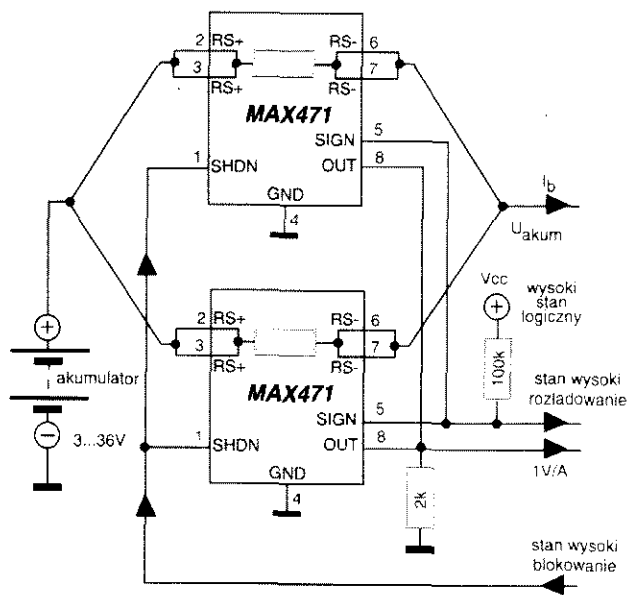 2 RS+ RS- 6
3 7
RS+ RS-
MAX471
SIGN 5
1 SHDN OUT 8
GND
4
I_b
U_akum
Vcc wysoki
stan
logiczny
2 RS+ RS- 6
3 7
RS+ RS-
akumulator
MAX471
100k
SIGN 5
stan wysoki
rozładowanie
3...36V
1 SHDN OUT 8
1V/A
GND
4
2k
stan wysoki
blokowanie